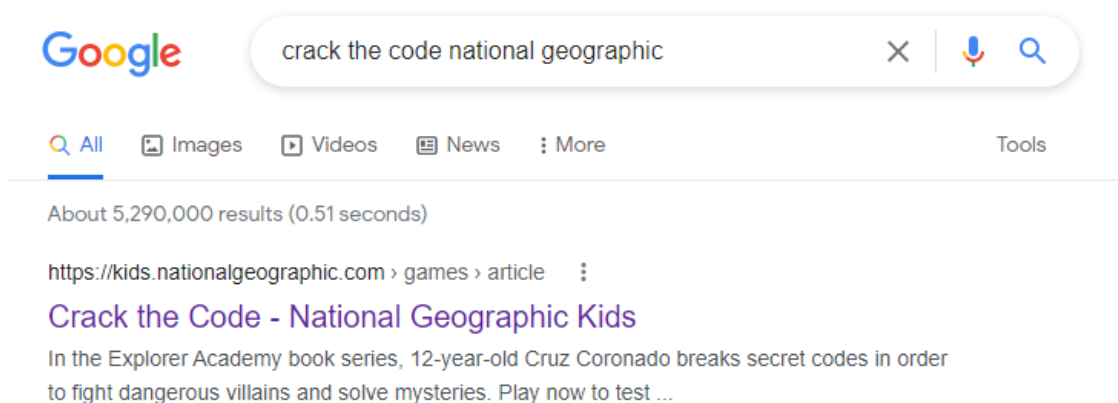 Google
crack the code national geographic
All Images Videos News More Tools
About 5,290,000 results (0.51 seconds)
https://kids.nationalgeographic.com › games › article
Crack the Code - National Geographic Kids
In the Explorer Academy book series, 12-year-old Cruz Coronado breaks secret codes in order
to fight dangerous villains and solve mysteries. Play now to test ...